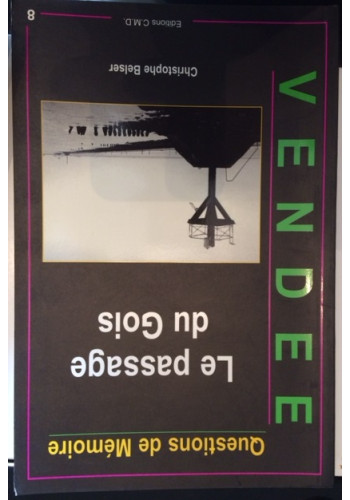 Questions de Mémoire
VENDEE
Le passage
du Gois
Christophe Belser
Editions C.M.D.
8